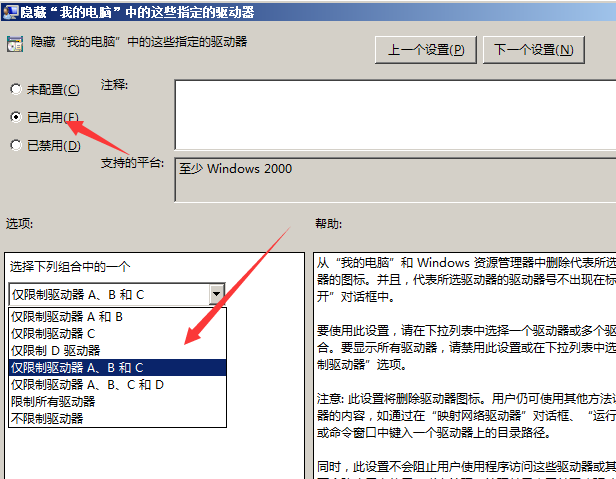 隐藏“我的电脑”中的这些指定的驱动器
隐藏“我的电脑”中的这些指定的驱动器
上一个设置(P)
下一个设置(N)
未配置(C)
注释:
已启用(E)
已禁用(D)
支持的平台:
至少 Windows 2000
选项:
帮助:
选择下列组合中的一个
仅限制驱动器 A、B 和 C
仅限制驱动器 A 和 B
仅限制驱动器 C
仅限制 D 驱动器
仅限制驱动器 A、B 和 C
仅限制驱动器 A、B、C 和 D
限制所有驱动器
不限制驱动器
从“我的电脑”和 Windows 资源管理器中删除代表所选
器的图标。并且，代表所选驱动器的驱动器号不出现在标
开”对话框中。
要使用此设置，请在下拉列表中选择一个驱动器或多个驱
合。要显示所有驱动器，请禁用此设置或在下拉列表中选
制驱动器”选项。
注意: 此设置将删除驱动器图标。用户仍可使用其他方法
器的内容，如通过在“映射网络驱动器”对话框、“运行
或命令窗口中键入一个驱动器上的目录路径。
同时，此设置不会阻止用户使用程序访问这些驱动器或其